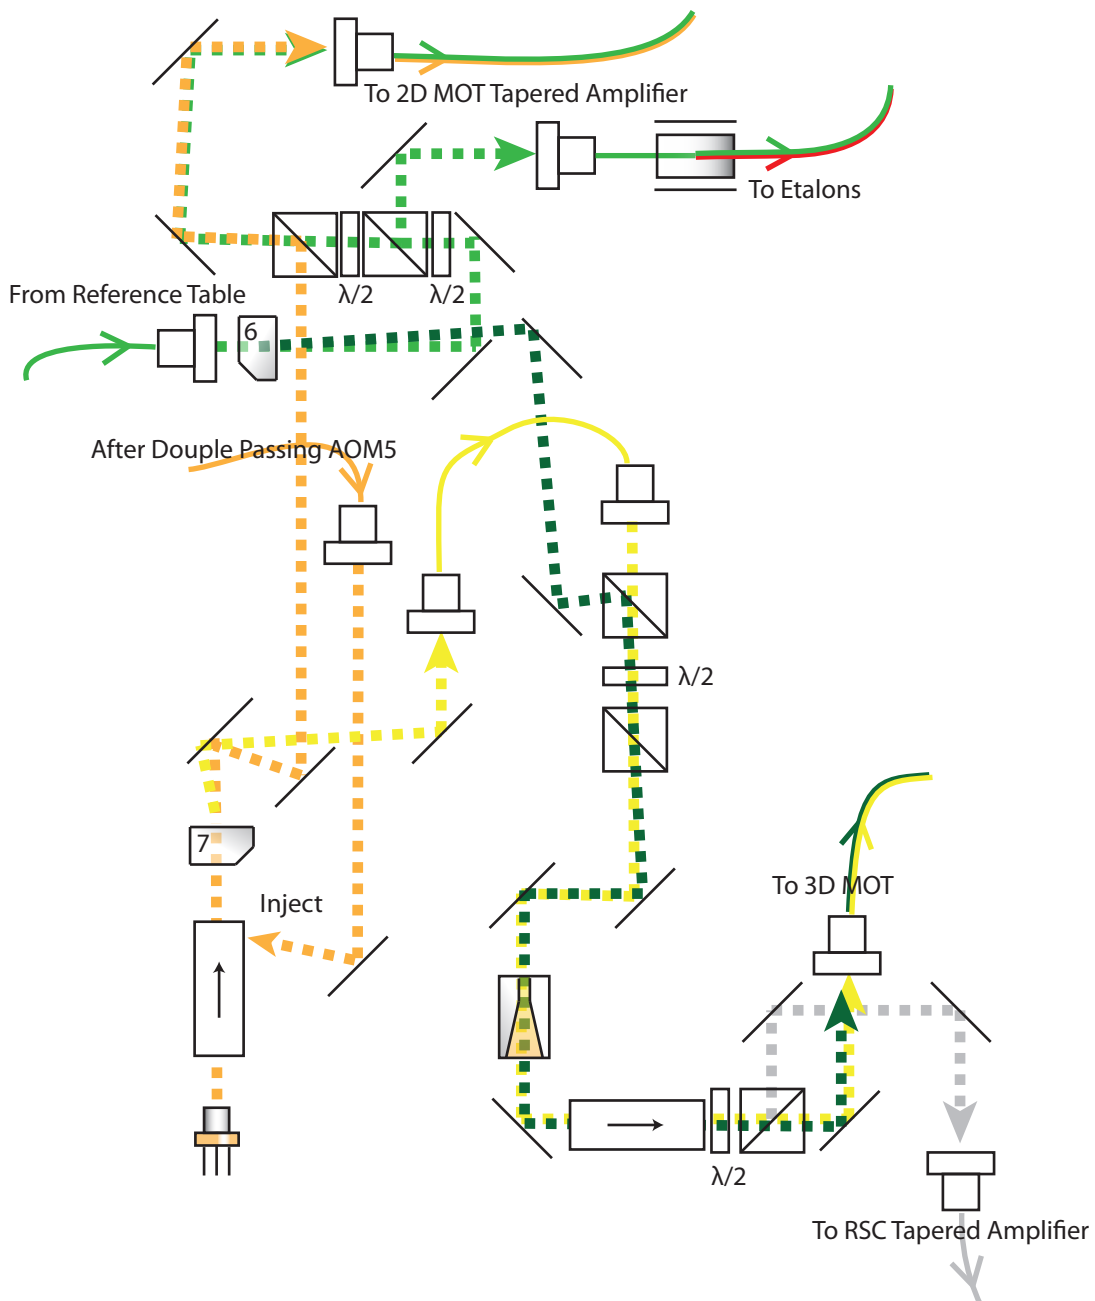 To 2D MOT Tapered Amplifier
To Etalons
λ/2
λ/2
From Reference Table
6
After Douple Passing AOM5
λ/2
7
Inject
To 3D MOT
λ/2
To RSC Tapered Amplifier